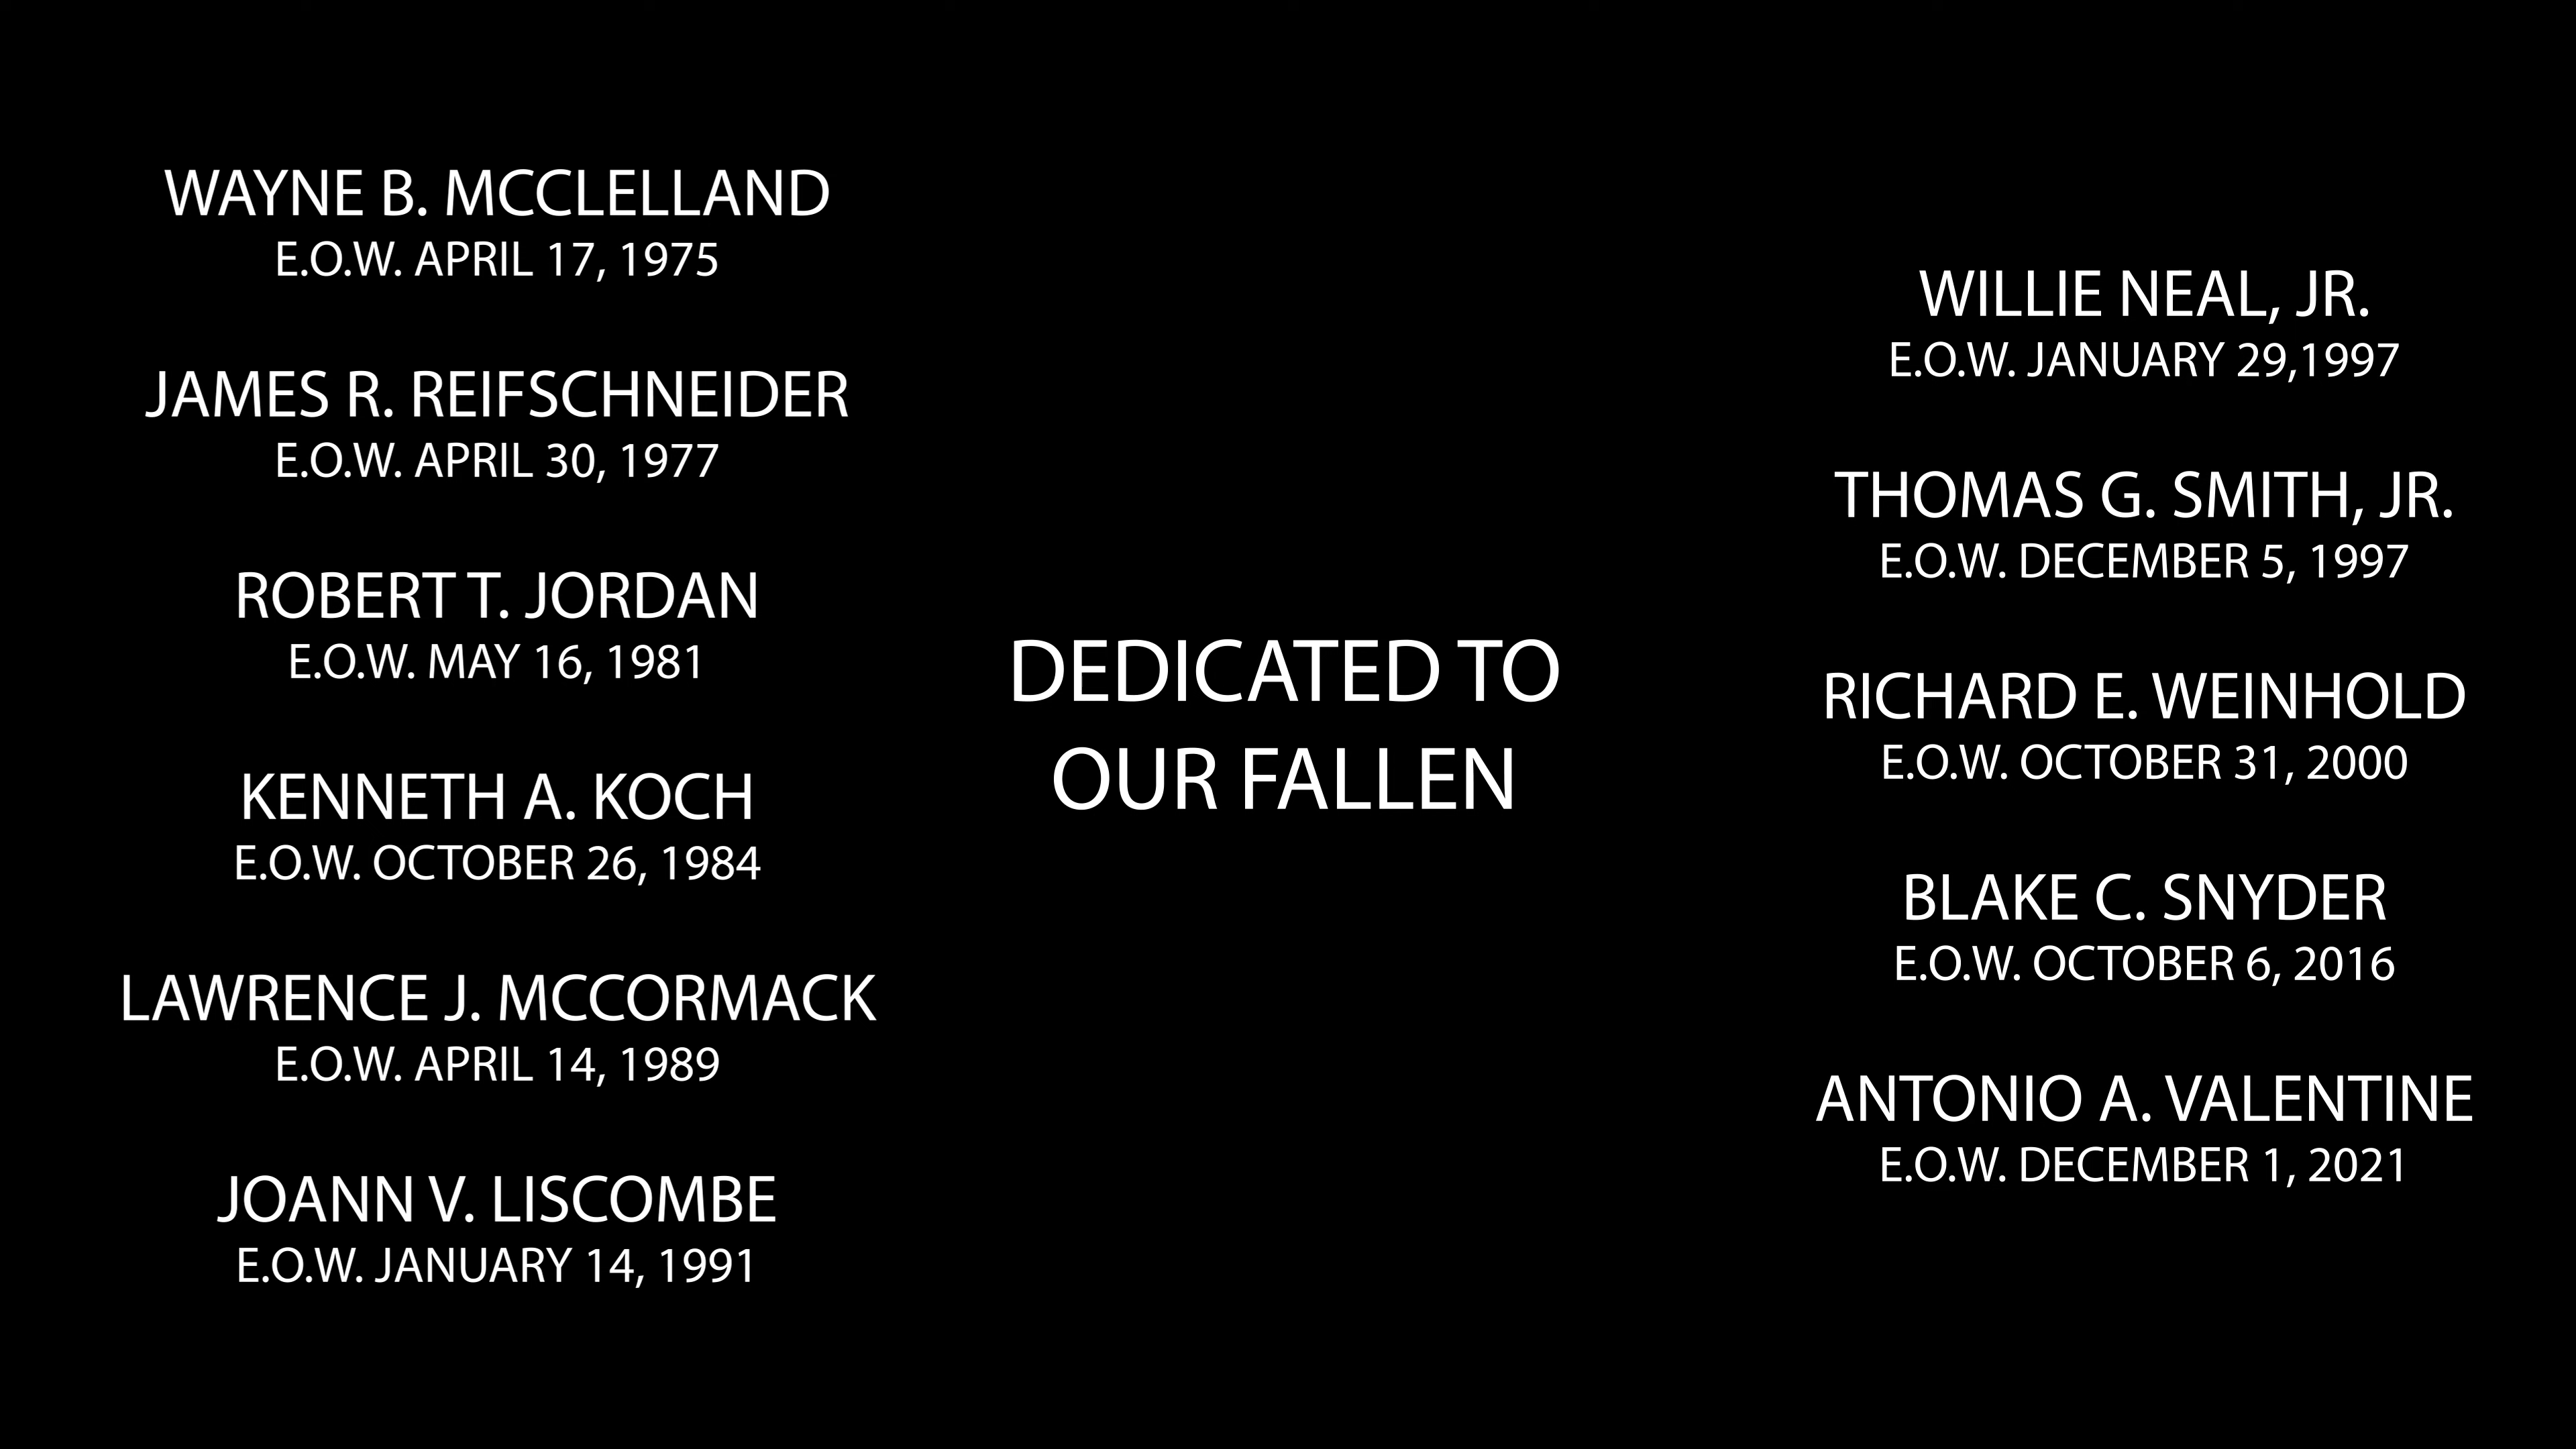 WAYNE B. MCCLELLAND
E.O.W. APRIL 17, 1975
JAMES R. REIFSCHNEIDER
E.O.W. APRIL 30, 1977
ROBERT T. JORDAN
E.O.W. MAY 16, 1981
KENNETH A. KOCH
E.O.W. OCTOBER 26, 1984
LAWRENCE J. MCCORMACK
E.O.W. APRIL 14, 1989
JOANN V. LISCOMBE
E.O.W. JANUARY 14, 1991
DEDICATED TO
OUR FALLEN
WILLIE NEAL, JR.
E.O.W. JANUARY 29,1997
THOMAS G. SMITH, JR.
E.O.W. DECEMBER 5, 1997
RICHARD E. WEINHOLD
E.O.W. OCTOBER 31, 2000
BLAKE C. SNYDER
E.O.W. OCTOBER 6, 2016
ANTONIO A. VALENTINE
E.O.W. DECEMBER 1, 2021